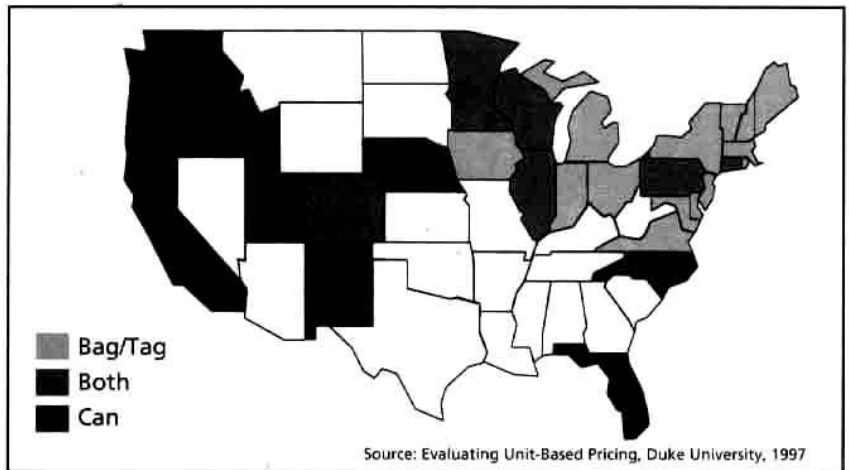 Bag/Tag
Both
Can
Source: Evaluating Unit-Based Pricing, Duke University, 1997